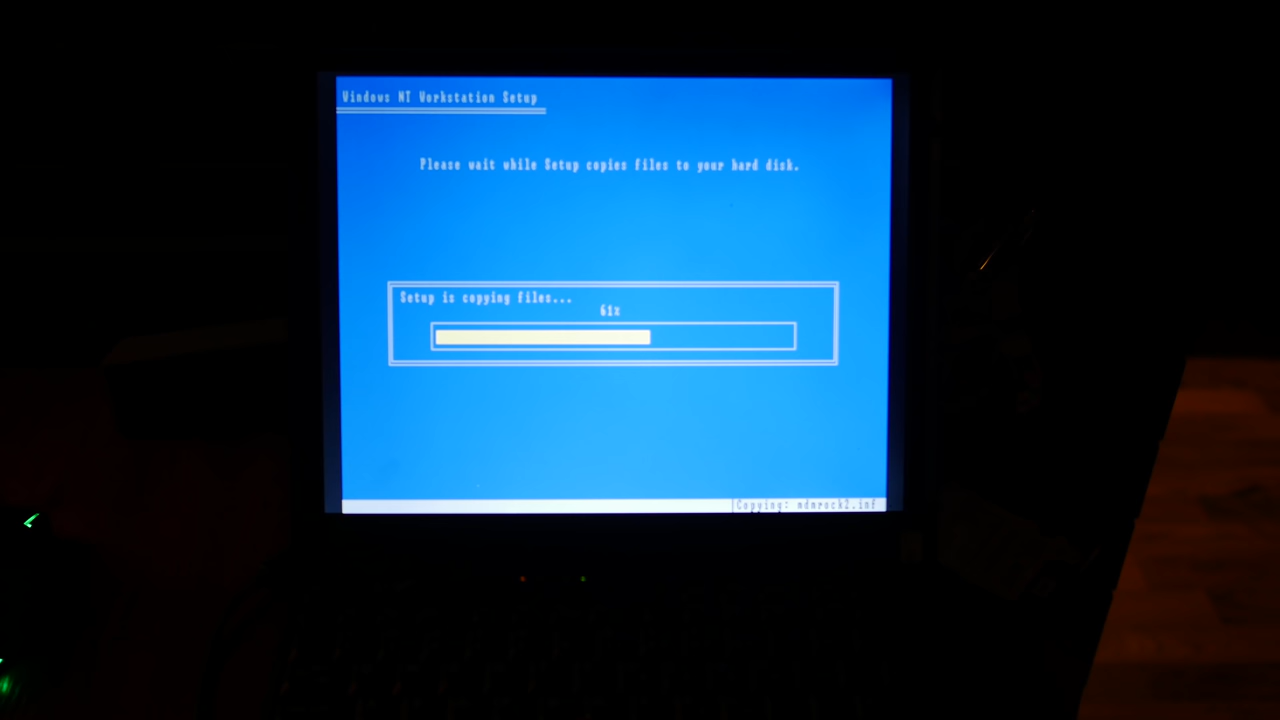 Windows NT Workstation Setup
Please wait while Setup copies files to your hard disk.
Setup is copying files...
61%
Copying: mdmrock2.inf